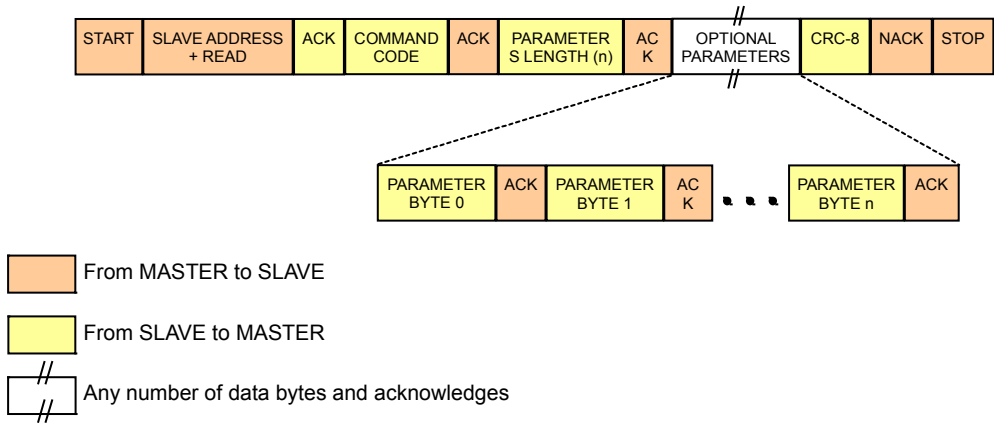 START
SLAVE ADDRESS
+ READ
ACK
COMMAND
CODE
ACK
PARAMETER
S LENGTH (n)
AC
K
OPTIONAL
PARAMETERS
CRC-8
NACK
STOP
PARAMETER
BYTE 0
ACK
PARAMETER
BYTE 1
AC
K
PARAMETER
BYTE n
ACK
From MASTER to SLAVE
From SLAVE to MASTER
Any number of data bytes and acknowledges